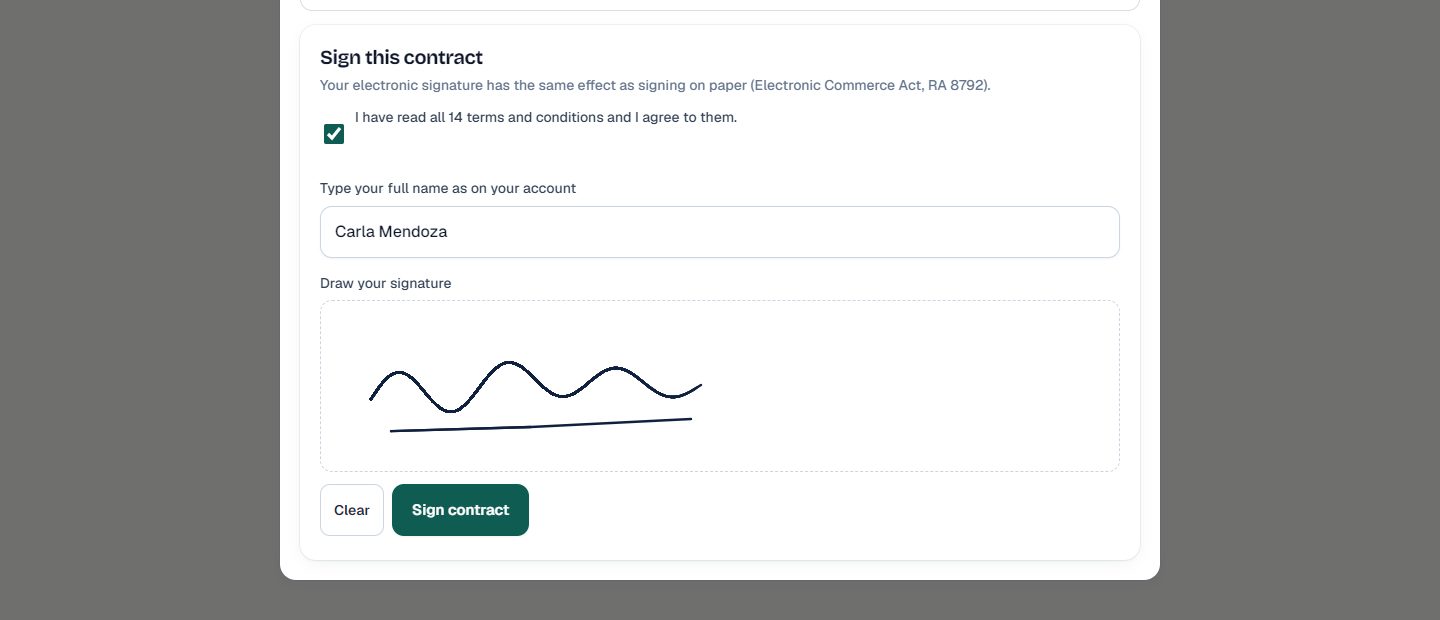 Sign this contract
Your electronic signature has the same effect as signing on paper (Electronic Commerce Act, RA 8792).
I have read all 14 terms and conditions and I agree to them.
Type your full name as on your account
Carla Mendoza
Draw your signature
Clear
Sign contract